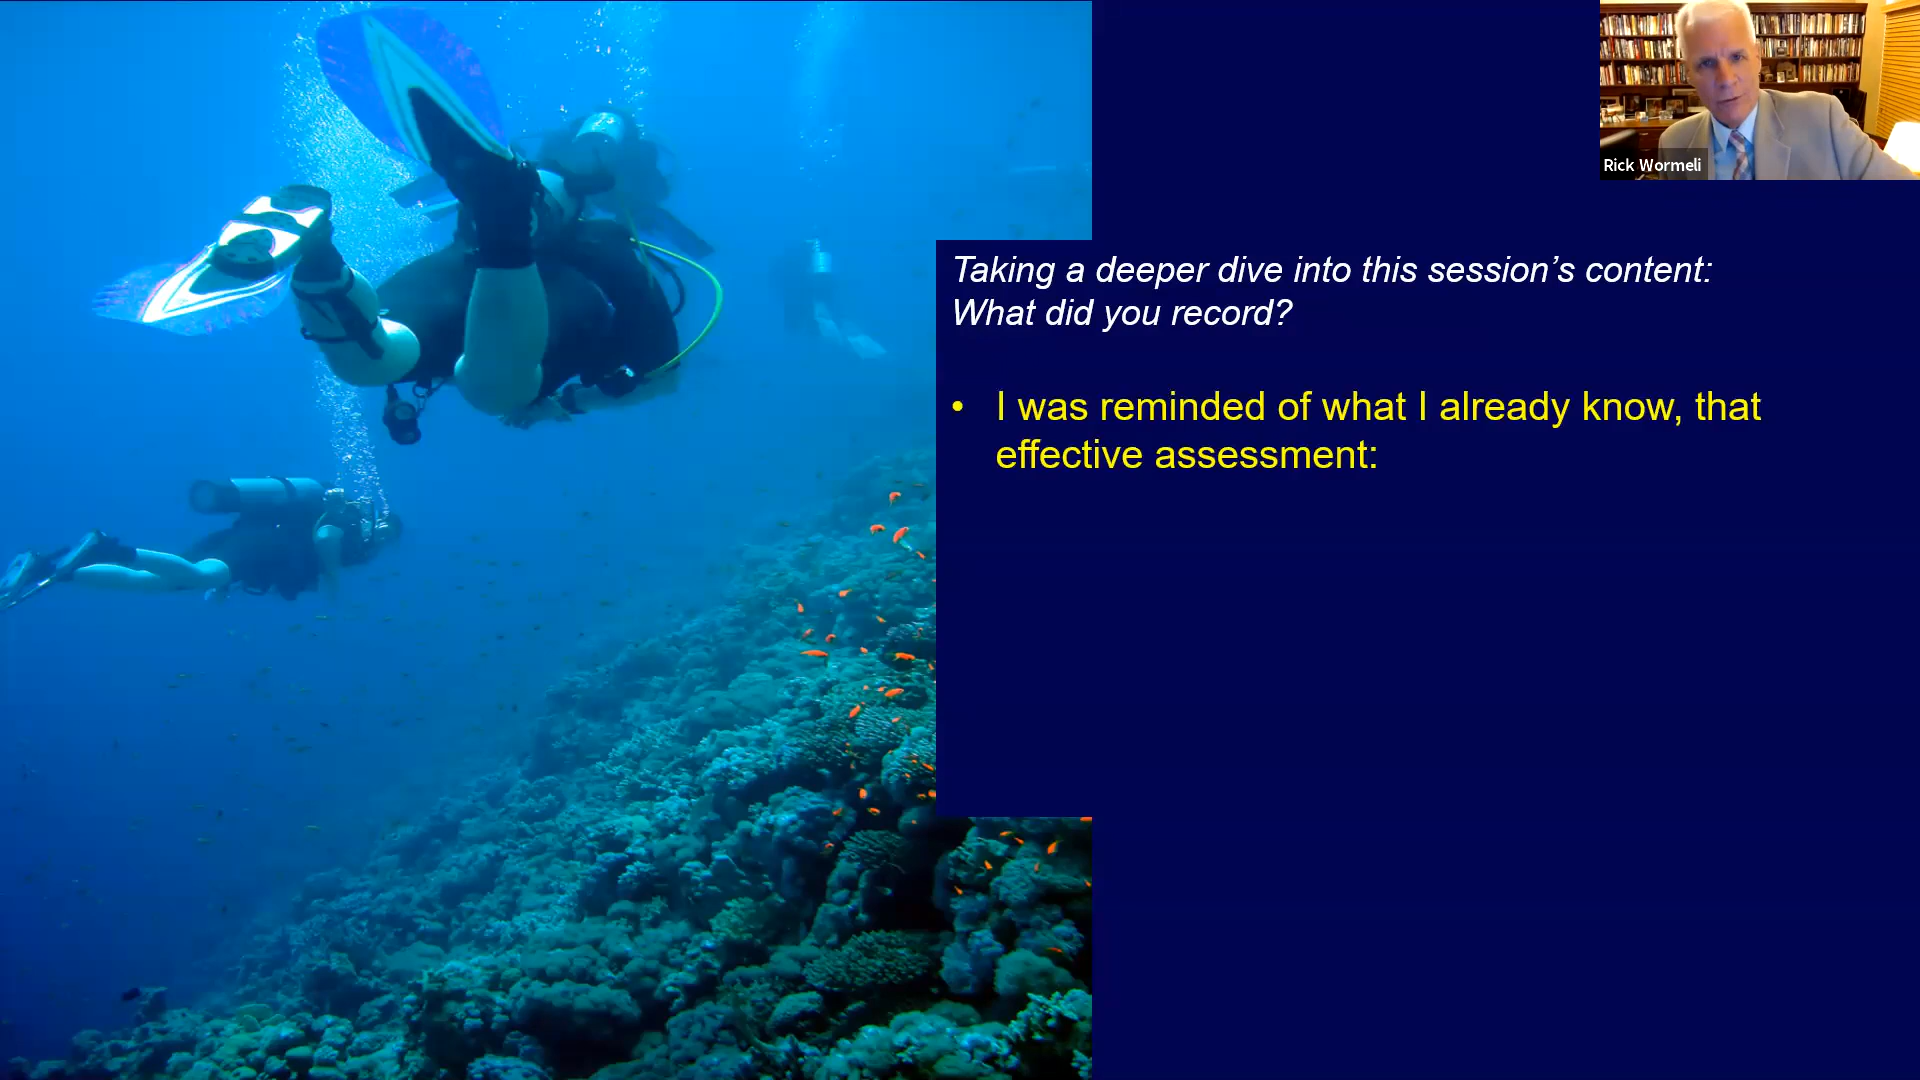 Rick Wormeli
Taking a deeper dive into this session’s content:
What did you record?
• I was reminded of what I already know, that
effective assessment: